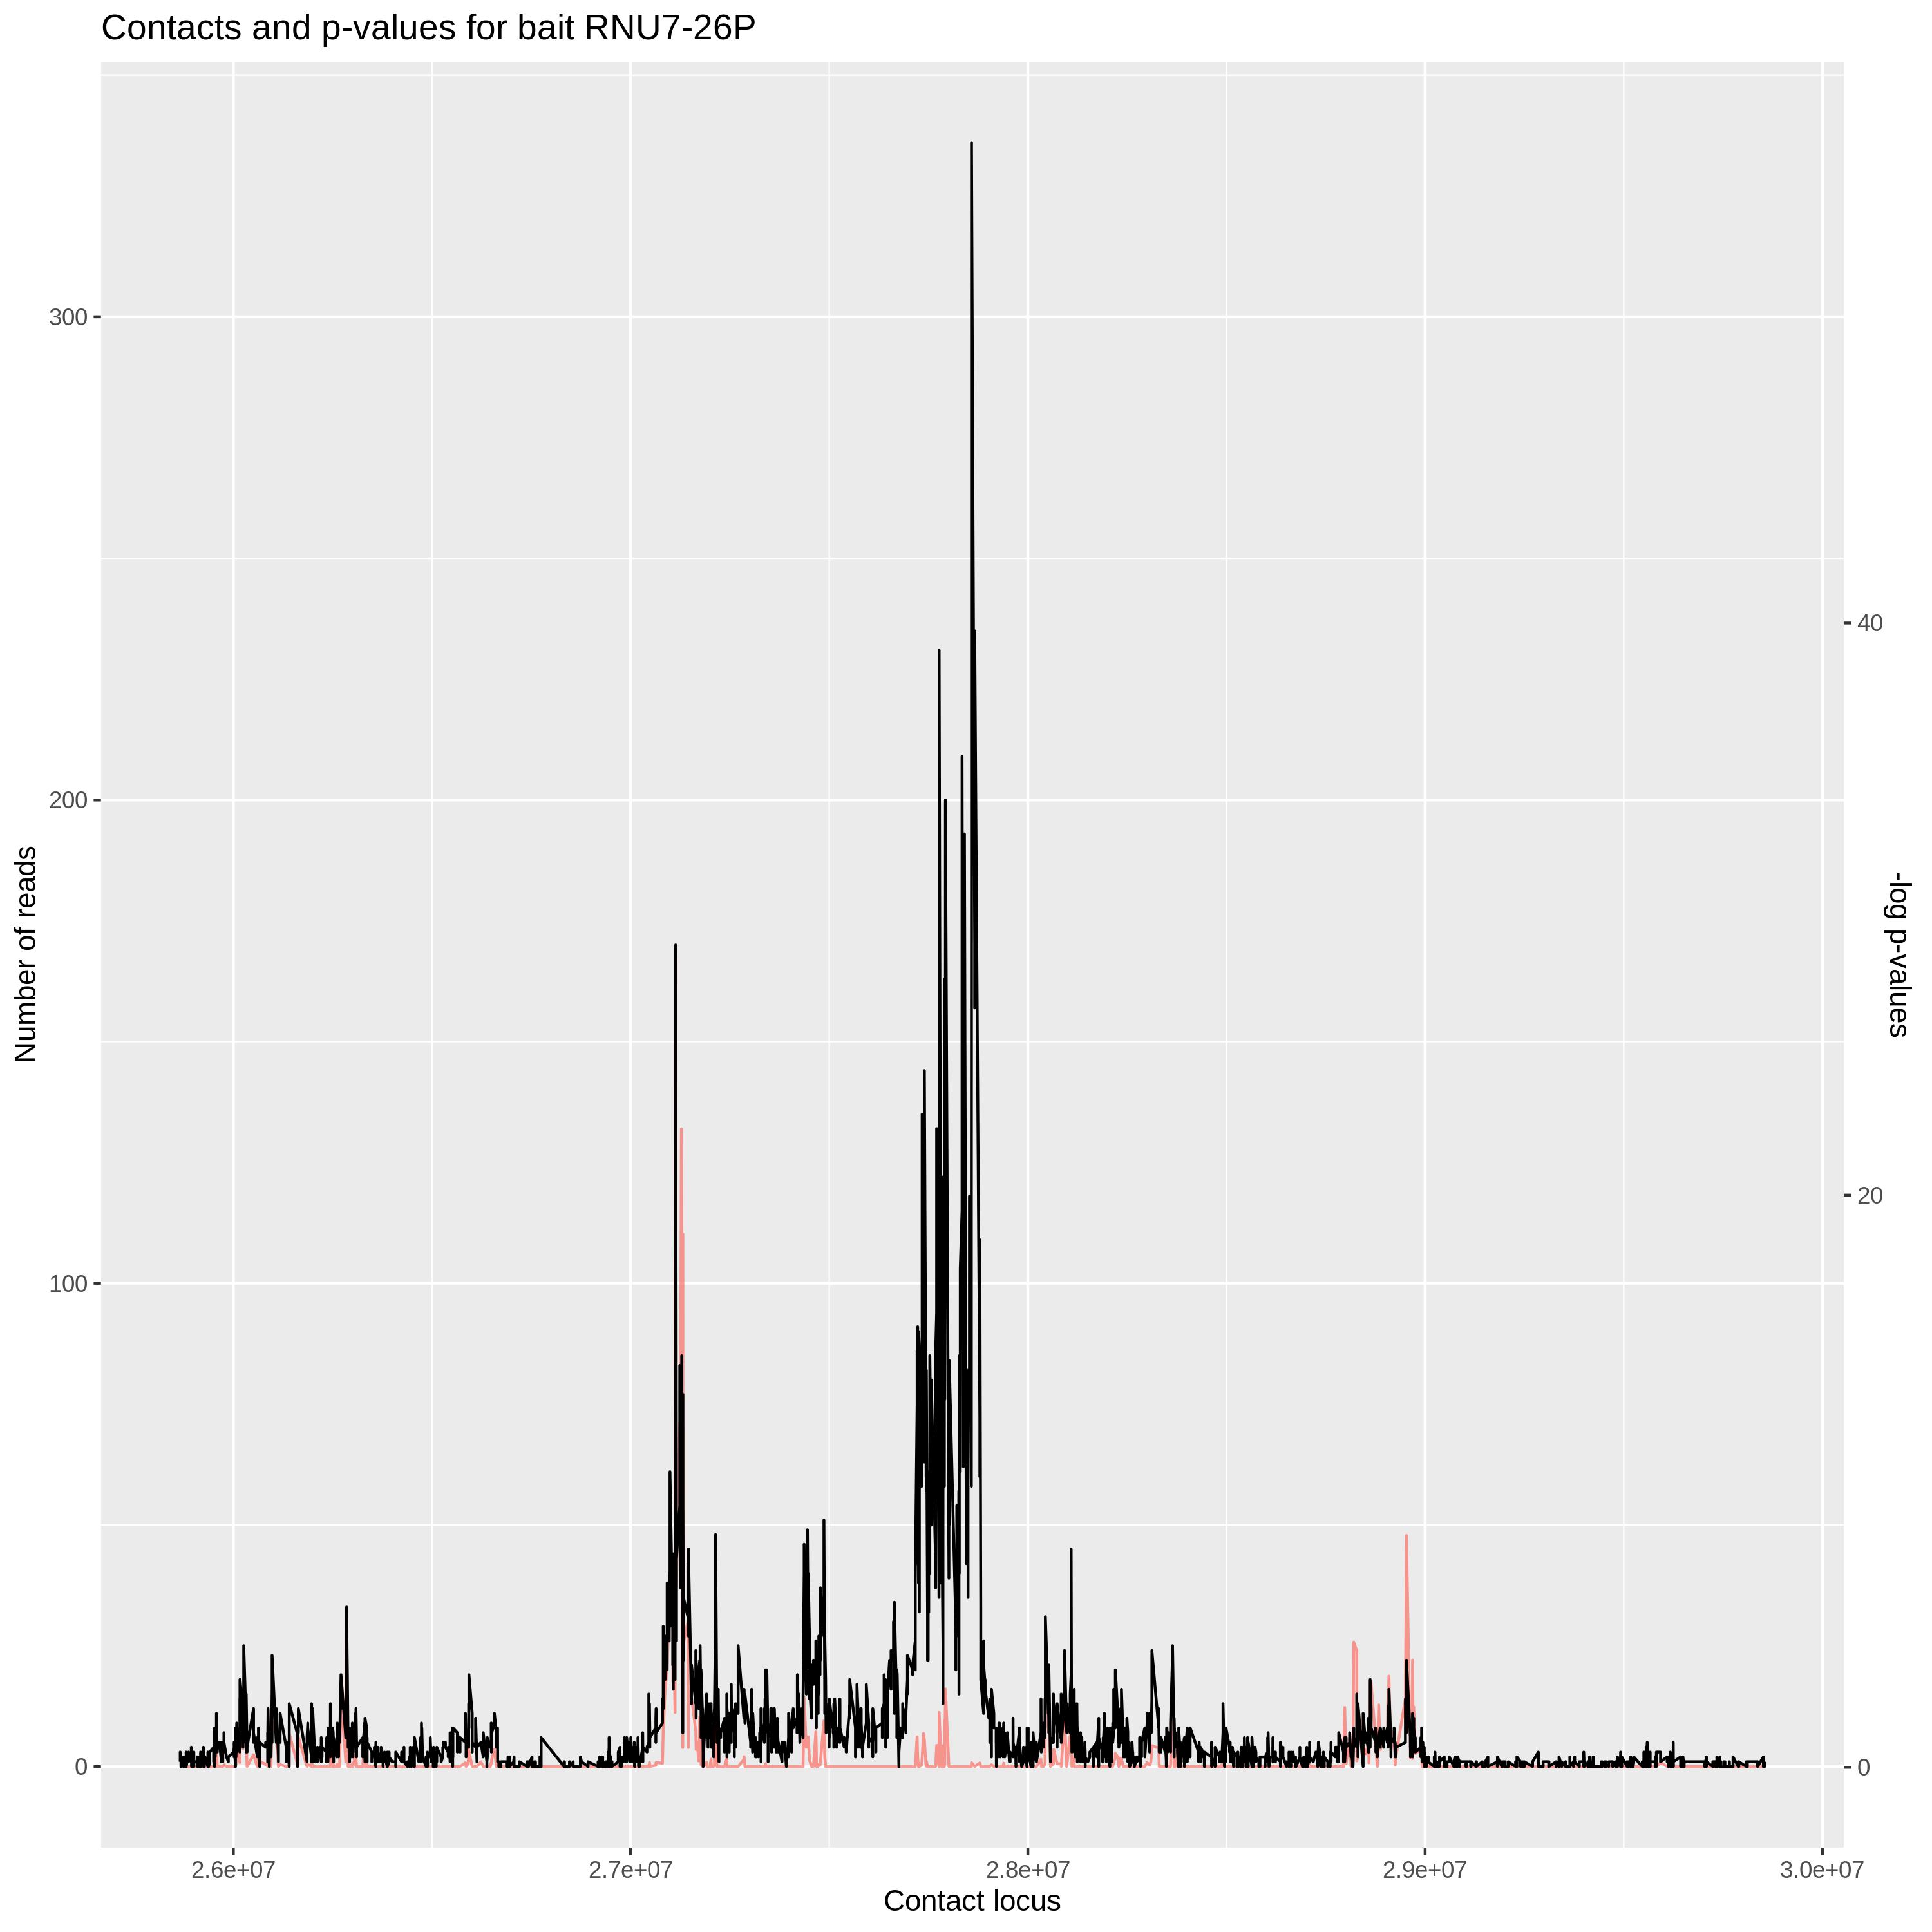 Contacts and p-values for bait RNU7-26P
300
200
100
0
Number of reads
40
20
0
-log p-values
2.6e+07 2.7e+07 2.8e+07 2.9e+07 3.0e+07
Contact locus